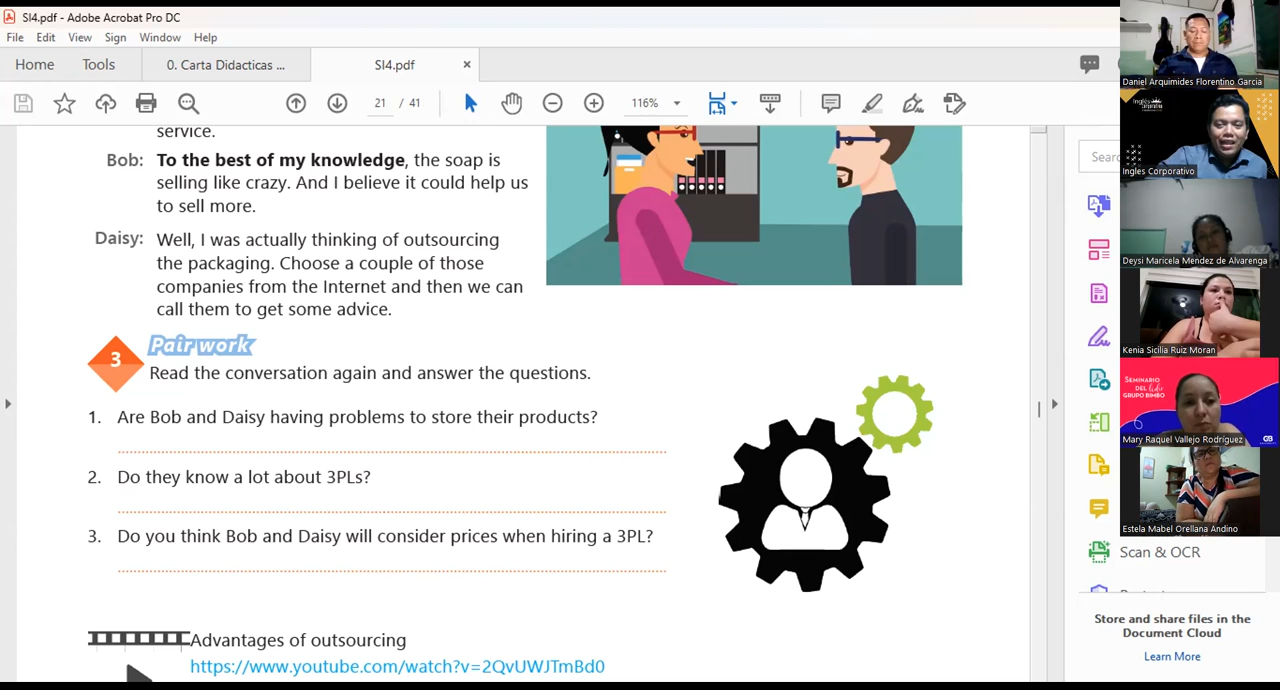 SI4.pdf - Adobe Acrobat Pro DC
File Edit View Sign Window Help
Home Tools 0. Carta Didacticas ... SI4.pdf ×
21 / 41 116%
service.
Bob: To the best of my knowledge, the soap is
selling like crazy. And I believe it could help us
to sell more.
Daisy: Well, I was actually thinking of outsourcing
the packaging. Choose a couple of those
companies from the Internet and then we can
call them to get some advice.
3 Pair work
Read the conversation again and answer the questions.
1. Are Bob and Daisy having problems to store their products?
2. Do they know a lot about 3PLs?
3. Do you think Bob and Daisy will consider prices when hiring a 3PL?
Advantages of outsourcing
https://www.youtube.com/watch?v=2QvUWJTmBd0
Sear
Scan & OCR
Store and share files in the
Document Cloud
Learn More
Daniel Arquimides Florentino Garcia
Ingles Corporativo
Deysi Maricela Mendez de Alvarenga
Kenia Sicilia Ruiz Moran
SEMINARIO
DEL
GRUPO BIMBO
Mary Raquel Vallejo Rodríguez
GB
Estela Mabel Orellana Andino